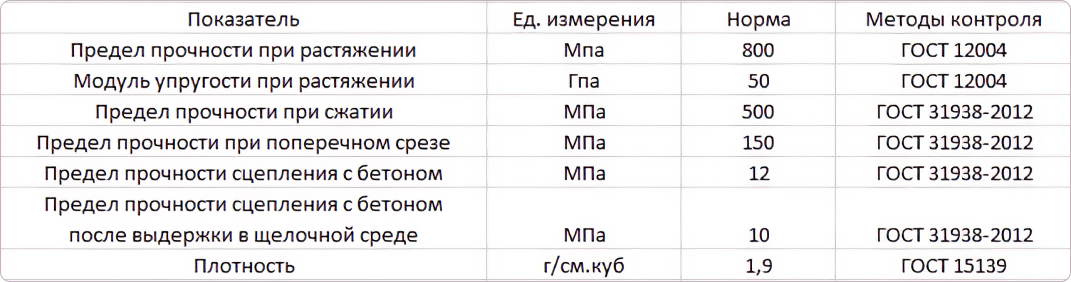 Показатель Ед. измерения Норма Методы контроля
Предел прочности при растяжении Мпа 800 ГОСТ 12004
Модуль упругости при растяжении Гпа 50 ГОСТ 12004
Предел прочности при сжатии МПа 500 ГОСТ 31938-2012
Предел прочности при поперечном срезе МПа 150 ГОСТ 31938-2012
Предел прочности сцепления с бетоном МПа 12 ГОСТ 31938-2012
Предел прочности сцепления с бетоном
после выдержки в щелочной среде МПа 10 ГОСТ 31938-2012
Плотность г/см.куб 1,9 ГОСТ 15139